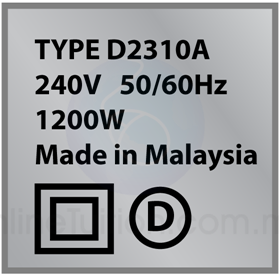 TYPE D2310A
240V 50/60Hz
1200W
Made in Malaysia
D